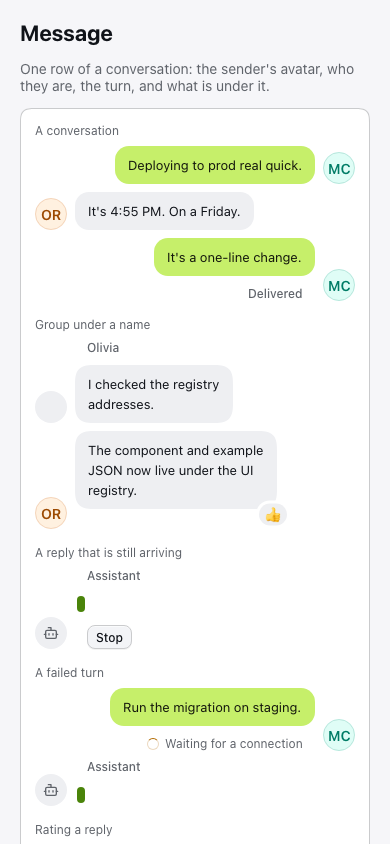 Message
One row of a conversation: the sender's avatar, who
they are, the turn, and what is under it.
A conversation
Deploying to prod real quick.
MC
OR
It's 4:55 PM. On a Friday.
It's a one-line change.
MC
Delivered
Group under a name
Olivia
I checked the registry
addresses.
The component and example
JSON now live under the UI
registry.
OR
A reply that is still arriving
Assistant
Stop
A failed turn
Run the migration on staging.
MC
Waiting for a connection
Assistant
Rating a reply